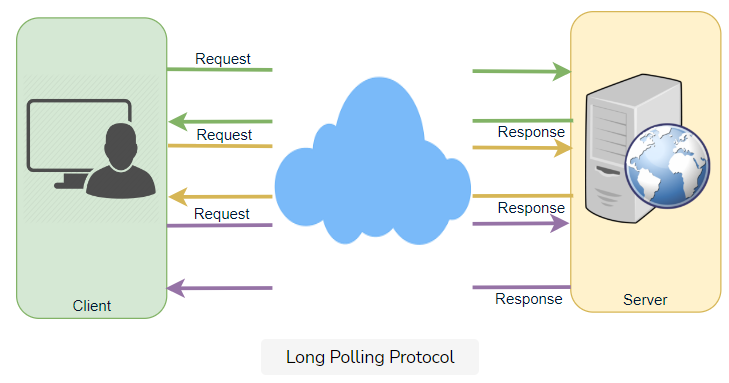 Request
Response
Request
Response
Request
Response
Client
Server
Long Polling Protocol